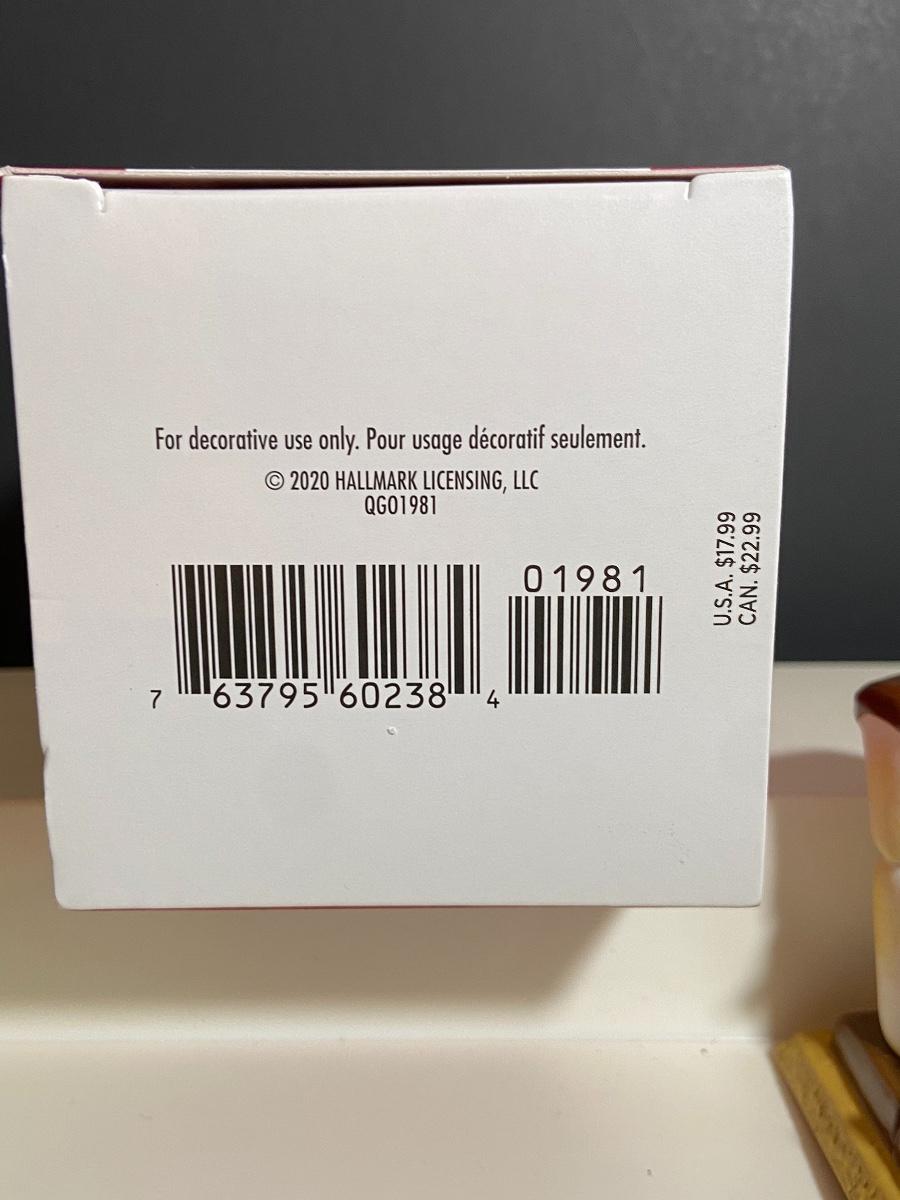 For decorative use only. Pour usage décoratif seulement.
© 2020 HALLMARK LICENSING, LLC
QGO1981
01981
7 63795 60238 4
U.S.A. $17.99
CAN. $22.99